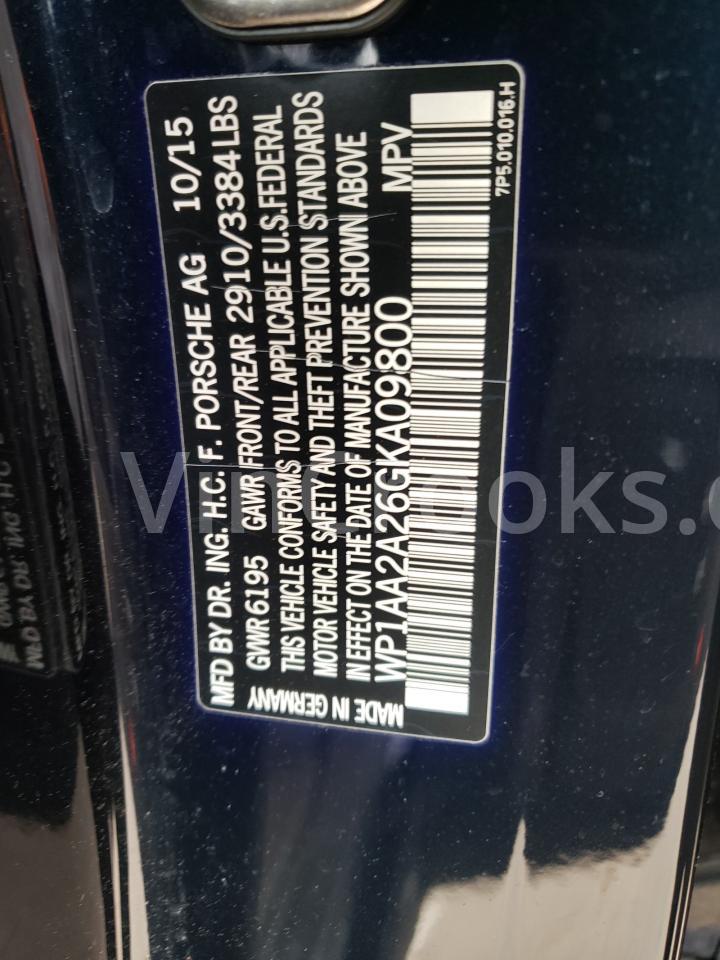 MFD BY DR. ING. H.C. F. PORSCHE AG 10/15
GVWR 6195 GAWR FRONT/REAR 2910/3384 LBS
THIS VEHICLE CONFORMS TO ALL APPLICABLE U.S.FEDERAL
MOTOR VEHICLE SAFETY AND THEFT PREVENTION STANDARDS
IN EFFECT ON THE DATE OF MANUFACTURE SHOWN ABOVE
WP1AA2A26GKA09800 MPV
MADE IN GERMANY
7P5.010.016.H